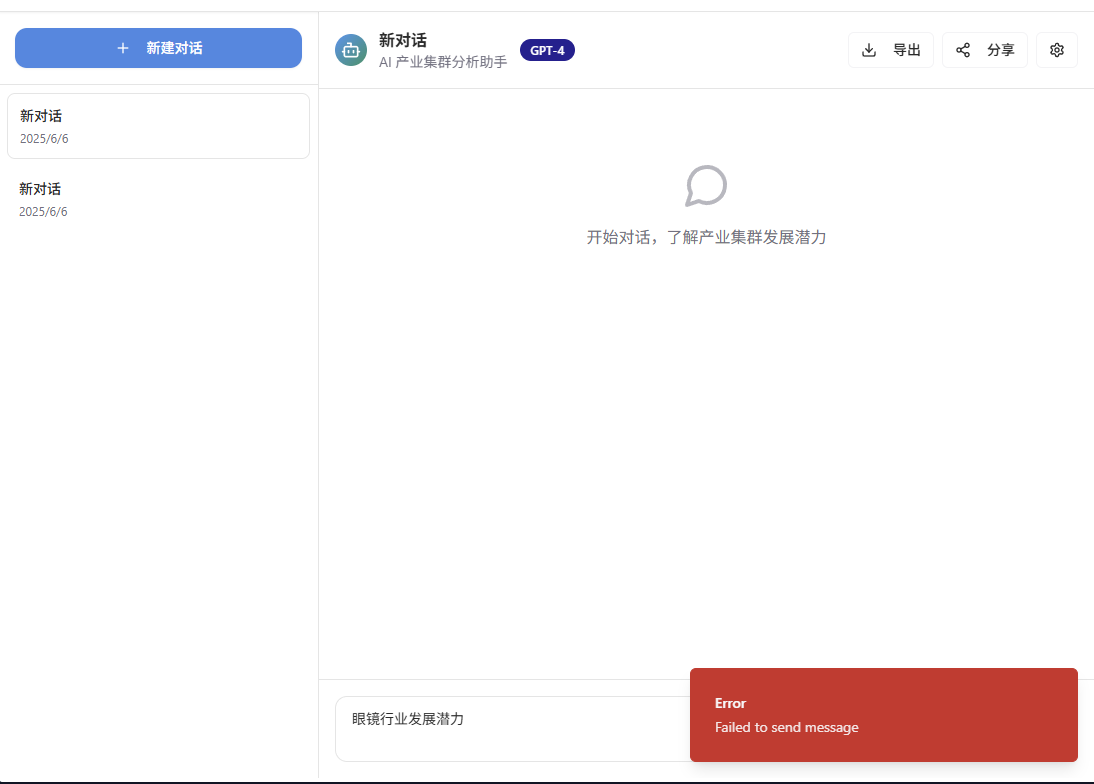 新建对话
新对话
2025/6/6
新对话
2025/6/6
新对话
AI 产业集群分析助手
GPT-4
导出
分享
开始对话，了解产业集群发展潜力
眼镜行业发展潜力
Error
Failed to send message